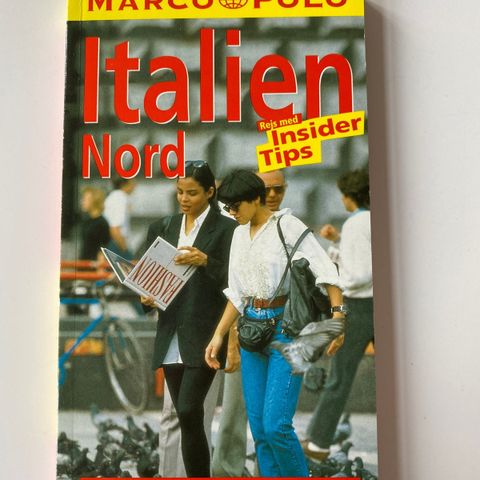 MARCO POLO
Italien
Nord
Rejs med
Insider
Tips
FASHION